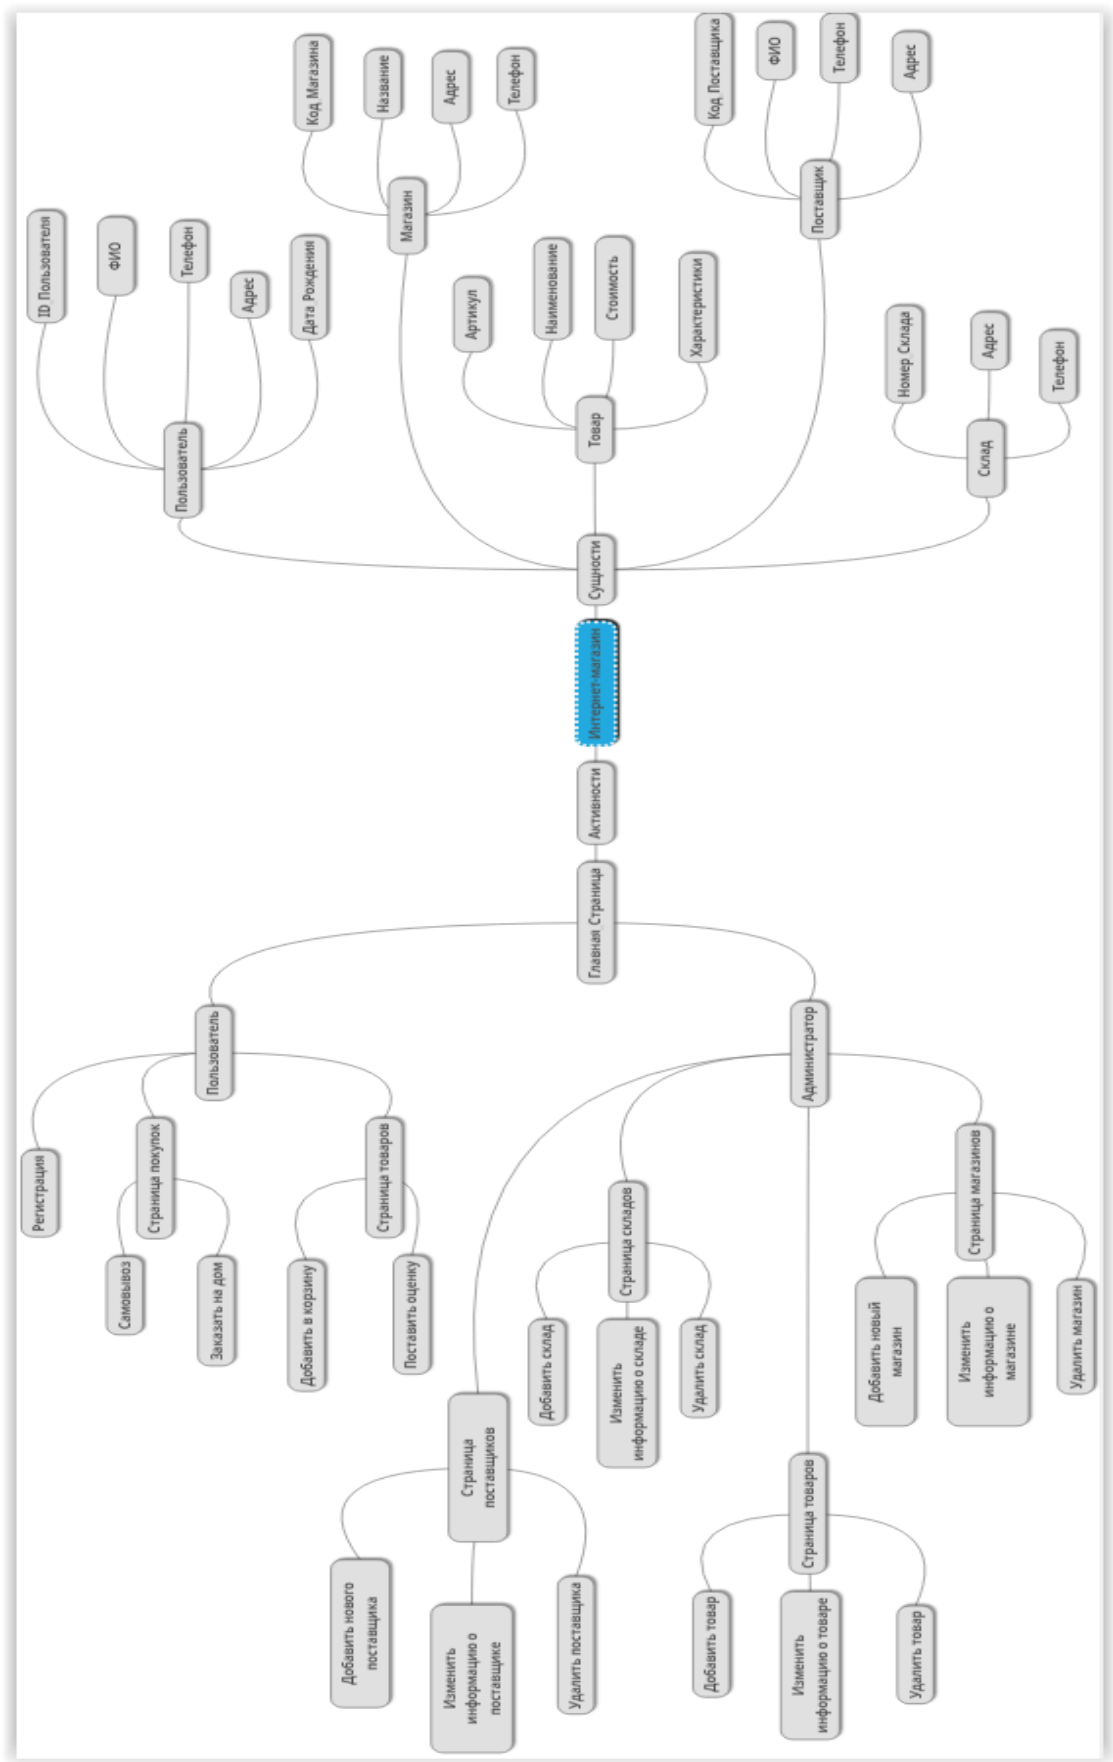 Интернет-магазин
Сущности
Пользователь
ID Пользователя
ФИО
Телефон
Адрес
Дата Рождения
Магазин
Код Магазина
Название
Адрес
Телефон
Товар
Артикул
Наименование
Стоимость
Характеристики
Поставщик
Код Поставщика
ФИО
Телефон
Адрес
Склад
Номер Склада
Адрес
Телефон
Активности
Главная_Страница
Пользователь
Регистрация
Страница покупок
Самовывоз
Заказать на дом
Страница товаров
Добавить в корзину
Поставить оценку
Администратор
Страница
поставщиков
Добавить нового
поставщика
Изменить
информацию о
поставщике
Удалить поставщика
Страница складов
Добавить склад
Изменить
информацию о складе
Удалить склад
Страница товаров
Добавить товар
Изменить
информацию о товаре
Удалить товар
Страница магазинов
Добавить новый
магазин
Изменить
информацию о
магазине
Удалить магазин